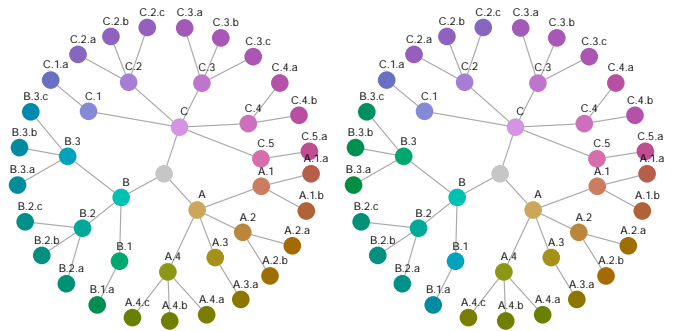 C.2.c C.3.a C.2.c C.3.a
C.2.b C.3.b C.2.b C.3.b
C.2.a C.3.c C.2.a C.3.c
C.1.a C.2 C.3 C.4.a C.1.a C.2 C.3 C.4.a
B.3.c C.1 C C.4 C.4.b B.3.c C.1 C C.4 C.4.b
B.3.b B.3 C.5 C.5.a B.3.b B.3 C.5 C.5.a
B.3.a A.1 A.1.a B.3.a A.1 A.1.a
B A A.1.b B A A.1.b
B.2.c B.2 A.2 A.2.a B.2.c B.2 A.2 A.2.a
B.2.b B.1 A.3 B.2.b B.1 A.3
B.2.a A.4 A.2.b B.2.a A.4 A.2.b
B.1.a A.3.a B.1.a A.3.a
A.4.c A.4.b A.4.a A.4.c A.4.b A.4.a